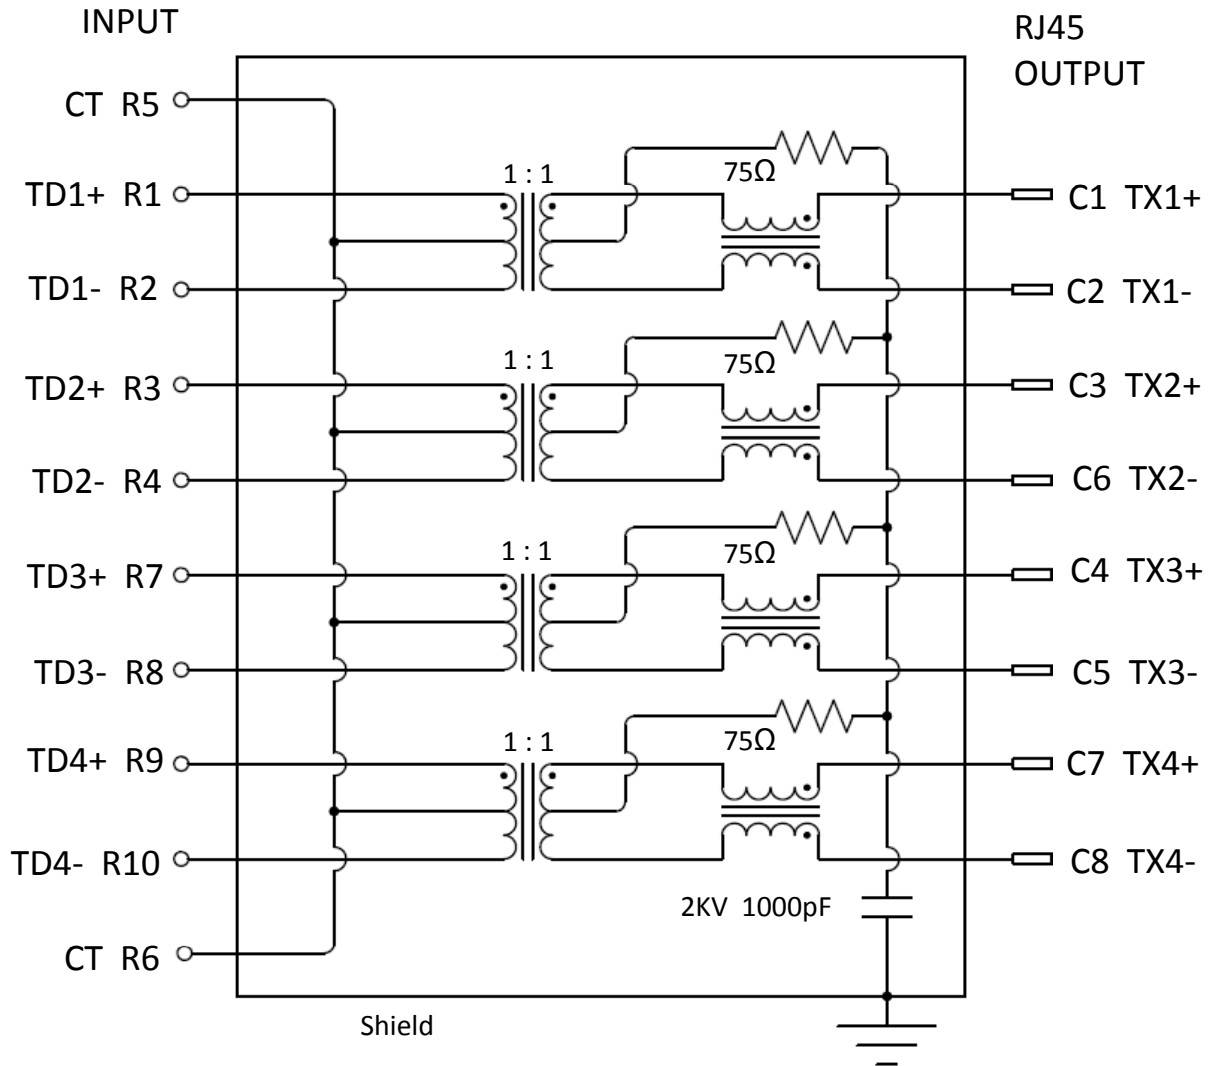 INPUT
RJ45
OUTPUT
CT R5
1 : 1
75Ω
TD1+ R1
C1 TX1+
TD1- R2
C2 TX1-
1 : 1
75Ω
TD2+ R3
C3 TX2+
TD2- R4
C6 TX2-
1 : 1
75Ω
TD3+ R7
C4 TX3+
TD3- R8
C5 TX3-
1 : 1
75Ω
TD4+ R9
C7 TX4+
TD4- R10
C8 TX4-
2KV 1000pF
CT R6
Shield